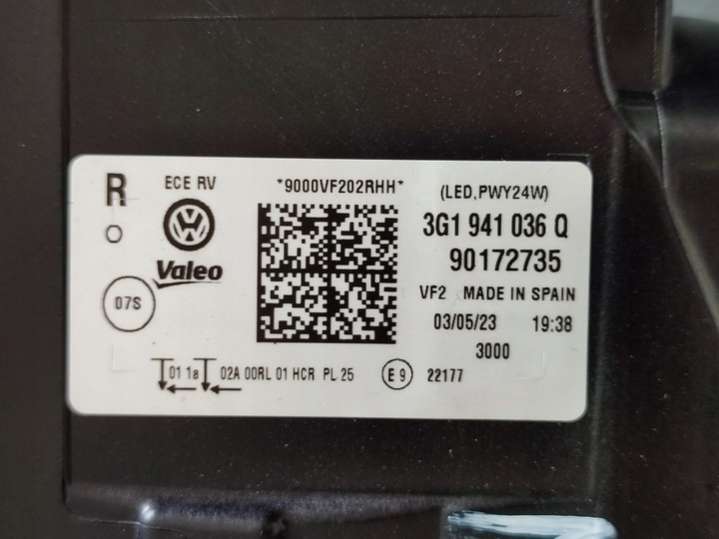 R
ECE RV
*9000VF202RHH*
(LED,PWY24W)
3G1 941 036 Q
Valeo
90172735
07S
VF2 MADE IN SPAIN
03/05/23 19:38
3000
01 1a 02A 00RL 01 HCR PL 25 E9 22177